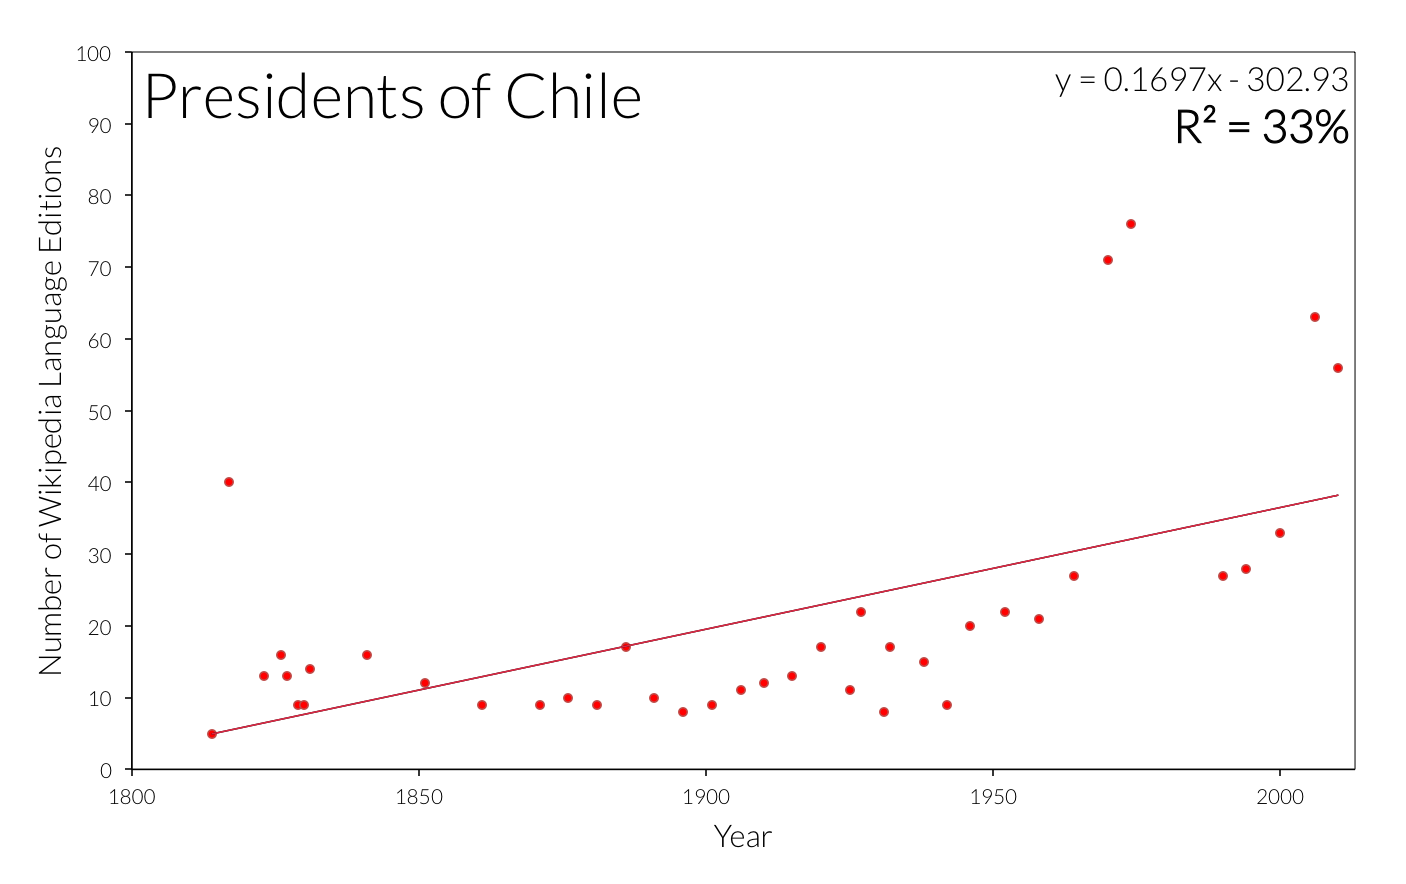 Presidents of Chile
y = 0.1697x - 302.93
R² = 33%
Number of Wikipedia Language Editions
100
90
80
70
60
50
40
30
20
10
0
1800 1850 1900 1950 2000
Year